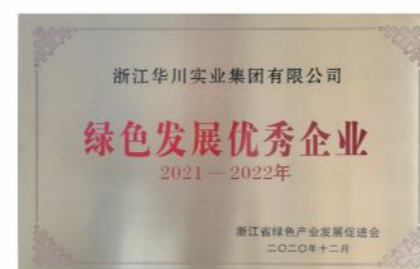 浙江华川实业集团有限公司
绿色发展优秀企业
2021—2022年
浙江省绿色产业发展促进会
二〇二〇年十二月